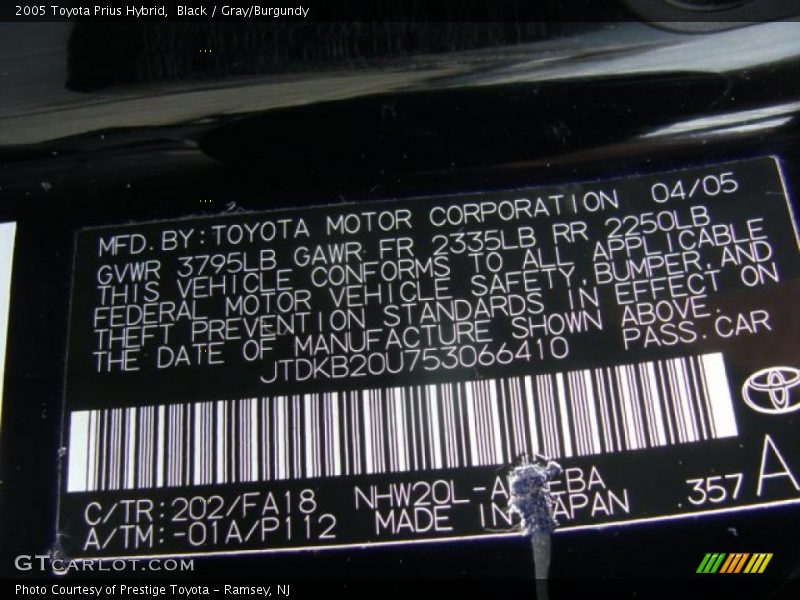 2005 Toyota Prius Hybrid, Black / Gray/Burgundy
MFD. BY: TOYOTA MOTOR CORPORATION 04/05
GVWR 3795LB GAWR FR 2335LB RR 2250LB
THIS VEHICLE CONFORMS TO ALL APPLICABLE
FEDERAL MOTOR VEHICLE SAFETY, BUMPER, AND
THEFT PREVENTION STANDARDS IN EFFECT ON
THE DATE OF MANUFACTURE SHOWN ABOVE.
JTDKB20U753066410 PASS. CAR
C/TR: 202/FA18 NHW20L- EBA .357 A
A/TM: -01A/P112 MADE IN JAPAN
GTCARLOT.COM
Photo Courtesy of Prestige Toyota - Ramsey, NJ